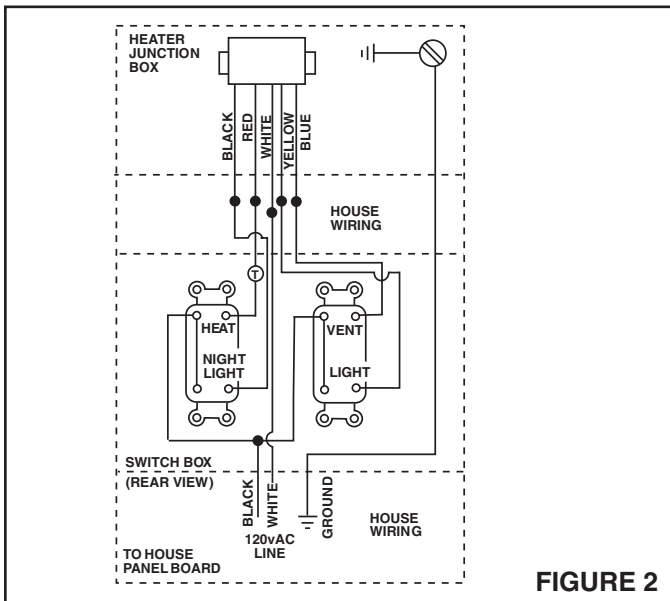 HEATER
JUNCTION
BOX
BLACK
RED
WHITE
YELLOW
BLUE
HOUSE
WIRING
T
HEAT
NIGHT
LIGHT
VENT
LIGHT
SWITCH BOX
(REAR VIEW)
BLACK
WHITE
GROUND
120vAC
LINE
HOUSE
WIRING
TO HOUSE
PANEL BOARD
FIGURE 2